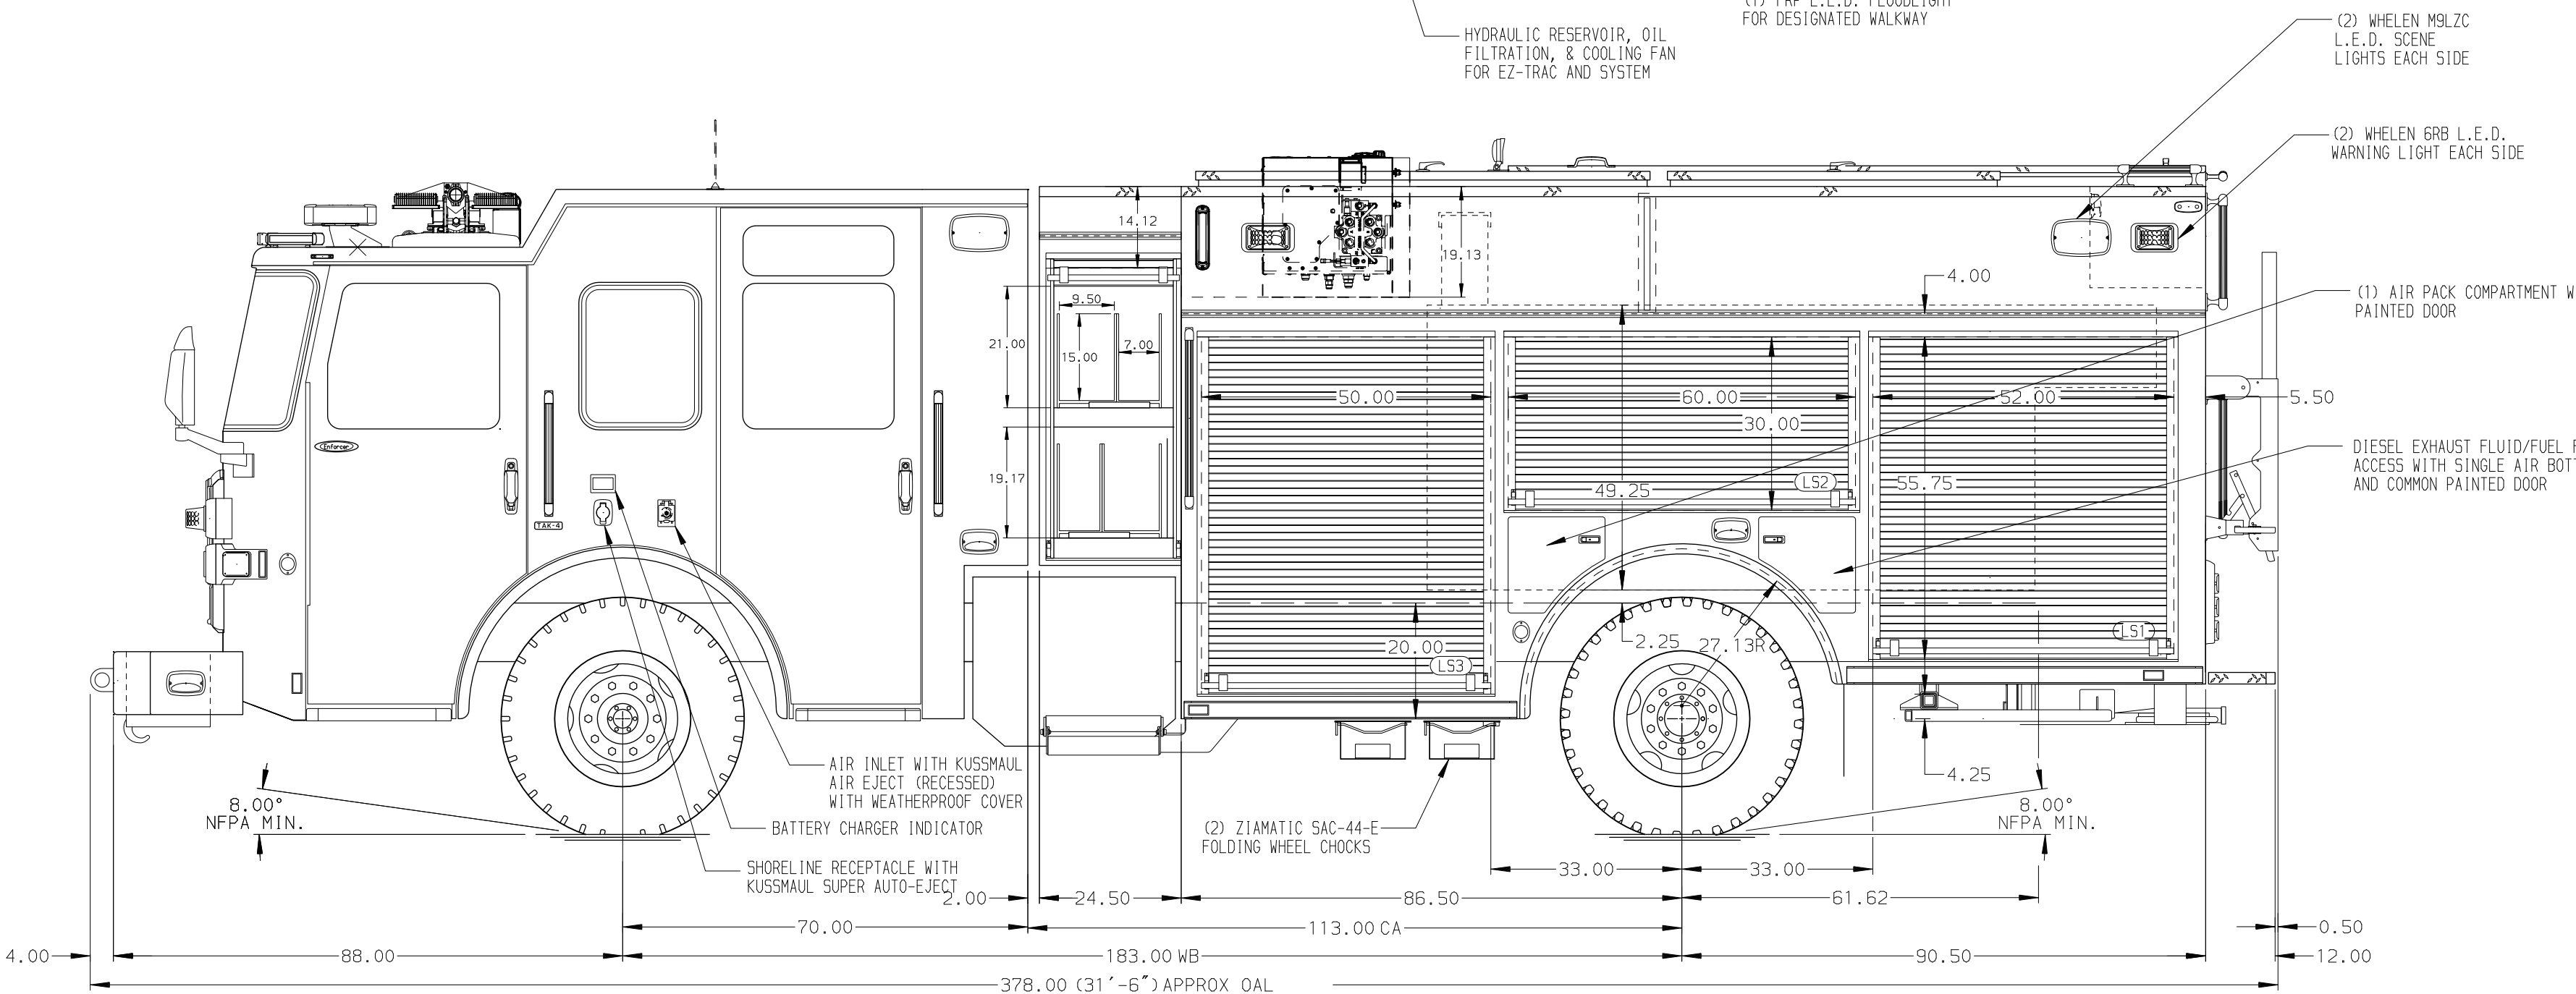 (1) FRP L.E.D. FLOODLIGHT
FOR DESIGNATED WALKWAY
HYDRAULIC RESERVOIR, OIL
FILTRATION, & COOLING FAN
FOR EZ-TRAC AND SYSTEM
(2) WHELEN M9LZC
L.E.D. SCENE
LIGHTS EACH SIDE
(2) WHELEN 6RB L.E.D.
WARNING LIGHT EACH SIDE
14.12
19.13
4.00
(1) AIR PACK COMPARTMENT W
PAINTED DOOR
9.50
21.00
15.00
7.00
50.00
60.00
52.00
5.50
30.00
Enforcer
DIESEL EXHAUST FLUID/FUEL F
ACCESS WITH SINGLE AIR BOTT
AND COMMON PAINTED DOOR
19.17
49.25
LS2
55.75
TAK-4
20.00
2.25
27.13R
LS3
LS1
AIR INLET WITH KUSSMAUL
AIR EJECT (RECESSED)
WITH WEATHERPROOF COVER
4.25
8.00°
NFPA MIN.
8.00°
NFPA MIN.
BATTERY CHARGER INDICATOR
(2) ZIAMATIC SAC-44-E
FOLDING WHEEL CHOCKS
SHORELINE RECEPTACLE WITH
KUSSMAUL SUPER AUTO-EJECT
33.00
33.00
2.00
24.50
86.50
61.62
70.00
113.00 CA
0.50
4.00
88.00
183.00 WB
90.50
12.00
378.00 (31'-6") APPROX OAL